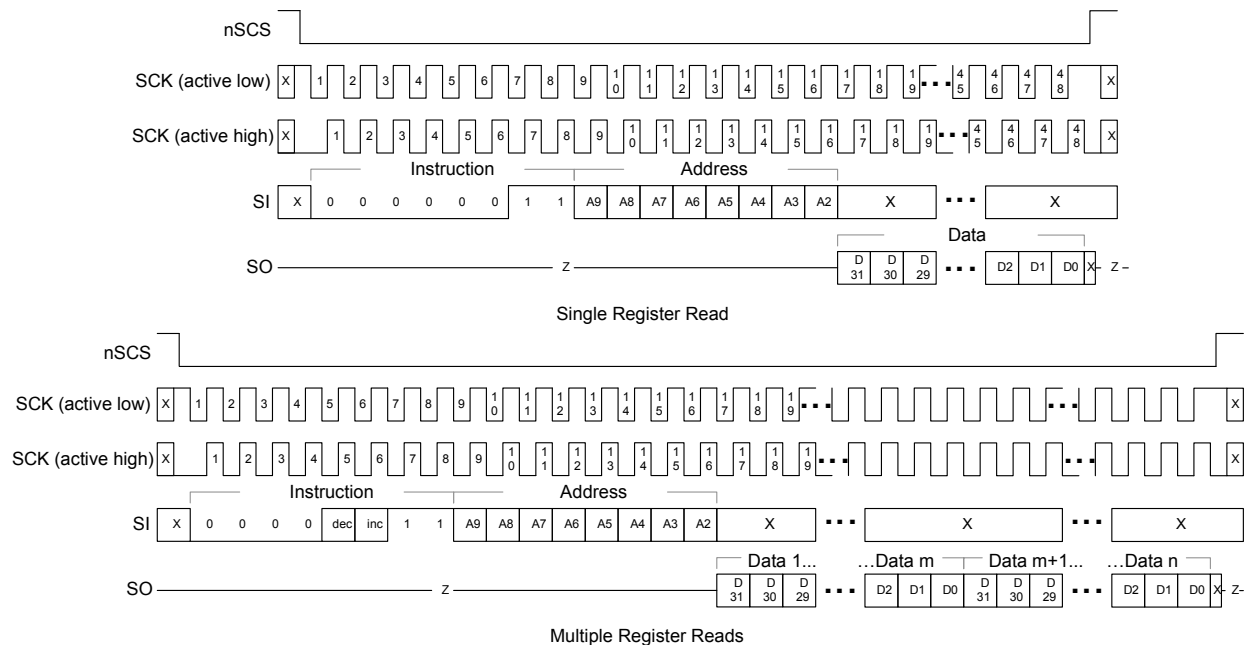 nSCS
SCK (active low) X 1 2 3 4 5 6 7 8 9 10 11 12 13 14 15 16 17 18 19 ... 45 46 47 48 X
SCK (active high) X 1 2 3 4 5 6 7 8 9 10 11 12 13 14 15 16 17 18 19 ... 45 46 47 48 X
Instruction Address
SI X 0 0 0 0 0 0 1 1 A9 A8 A7 A6 A5 A4 A3 A2 X ... X
Data
SO Z D31 D30 D29 ... D2 D1 D0 X Z
Single Register Read
nSCS
SCK (active low) X 1 2 3 4 5 6 7 8 9 10 11 12 13 14 15 16 17 18 19 ... ...  X
SCK (active high) X 1 2 3 4 5 6 7 8 9 10 11 12 13 14 15 16 17 18 19 ... ... X
Instruction Address
SI X 0 0 0 0 dec inc 1 1 A9 A8 A7 A6 A5 A4 A3 A2 X ... X ... X
Data 1... …Data m Data m+1... …Data n
SO Z D31 D30 D29 ... D2 D1 D0 D31 D30 D29 ... D2 D1 D0 X Z
Multiple Register Reads